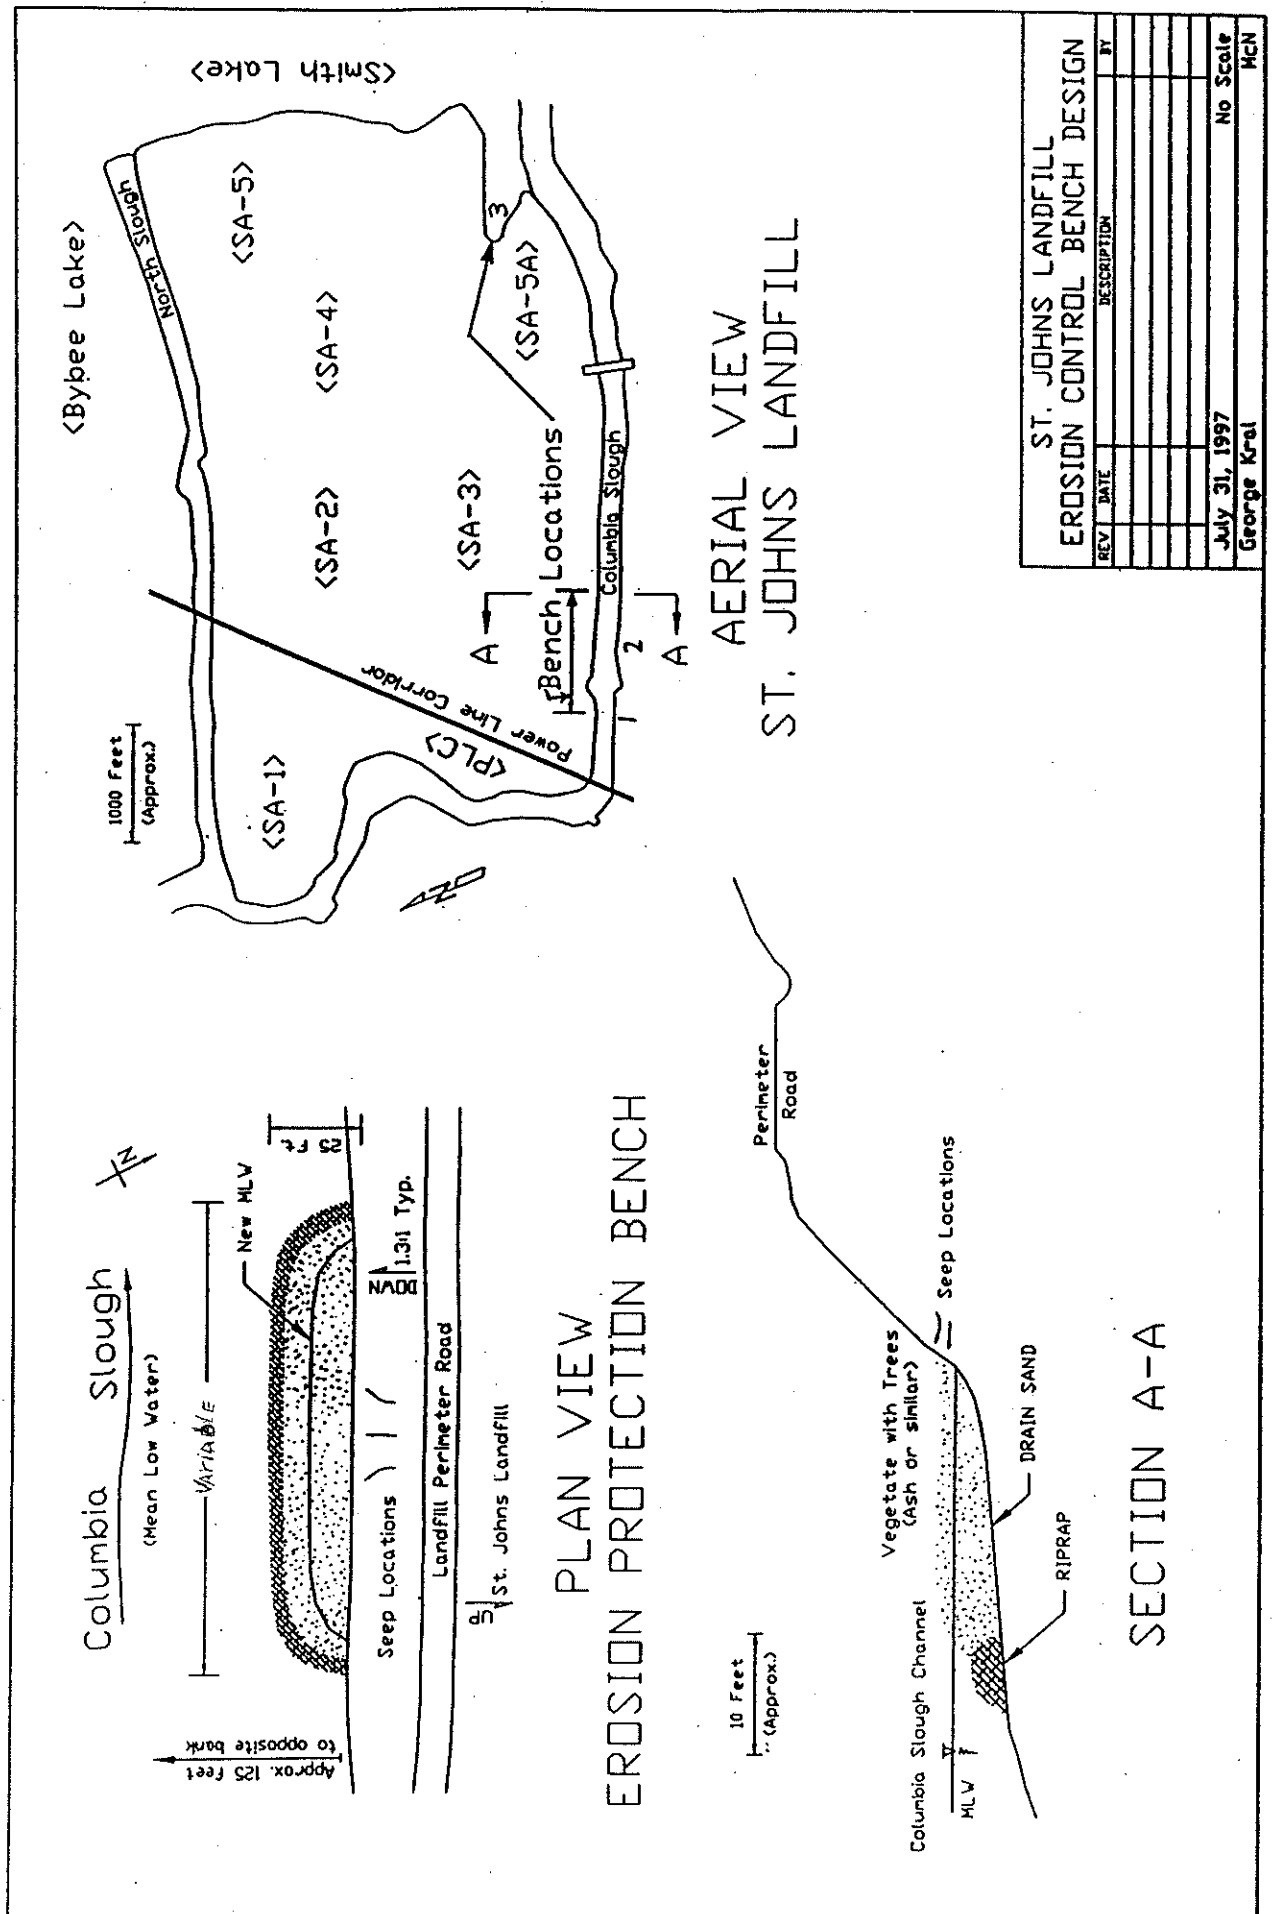 Columbia Slough
(Mean Low Water)
VARIABLE
New MLW
N
25 Ft.
Approx. 125 Feet
to opposite bank
Seep Locations
DOWN
1.3:1 Typ.
Landfill Perimeter Road
UP
St. Johns Landfill
PLAN VIEW
EROSION PROTECTION BENCH
10 Feet
(Approx.)
Perimeter
Road
Vegetate with Trees
(Ash or similar)
Seep Locations
Columbia Slough Channel
MLW
DRAIN SAND
RIPRAP
SECTION A-A
<Bybee Lake>
<Smith Lake>
North Slough
1000 Feet
(Approx.)
<SA-1>
<SA-2>
<SA-4>
<SA-5>
<SA-3>
<SA-5A>
Power Line Corridor
<PLC>
N
A
A
Bench Locations
Columbia Slough
1
2
3
AERIAL VIEW
ST. JOHNS LANDFILL
ST. JOHNS LANDFILL
EROSION CONTROL BENCH DESIGN
REV DATE DESCRIPTION BY
July 31, 1997 No Scale
George Kral McN